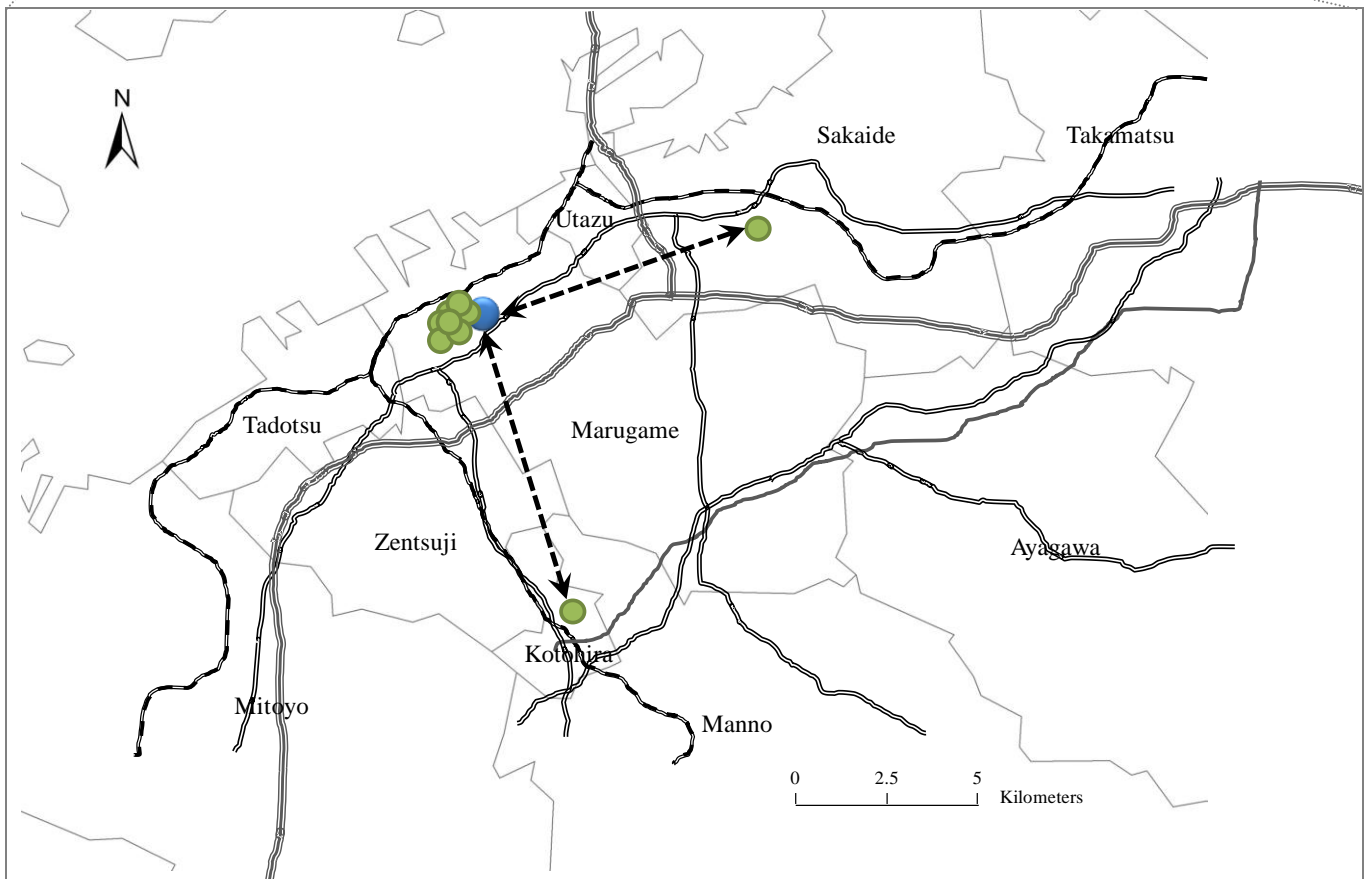 N
Sakaide
Takamatsu
Utazu
Tadotsu
Marugame
Zentsuji
Ayagawa
Kotohira
Mitoyo
Manno
0 2.5 5
Kilometers